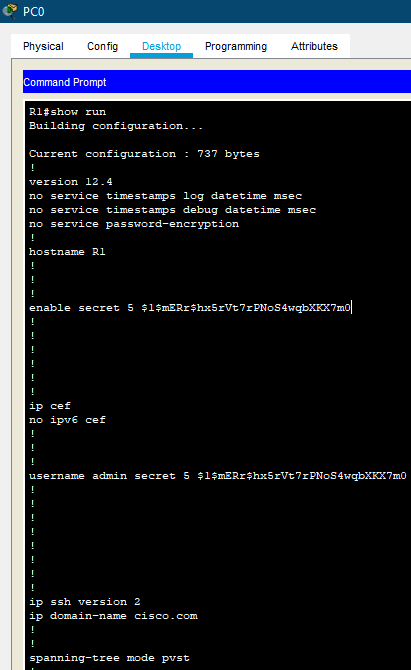 PC0
Physical Config Desktop Programming Attributes
Command Prompt
R1#show run
Building configuration...
Current configuration : 737 bytes
!
version 12.4
no service timestamps log datetime msec
no service timestamps debug datetime msec
no service password-encryption
!
hostname R1
!
!
!
enable secret 5 $1$mERr$hx5rVt7rPNoS4wqbXKX7m0
!
!
!
!
!
!
ip cef
no ipv6 cef
!
!
!
username admin secret 5 $1$mERr$hx5rVt7rPNoS4wqbXKX7m0
!
!
!
!
!
!
!
!
ip ssh version 2
ip domain-name cisco.com
!
!
spanning-tree mode pvst
!